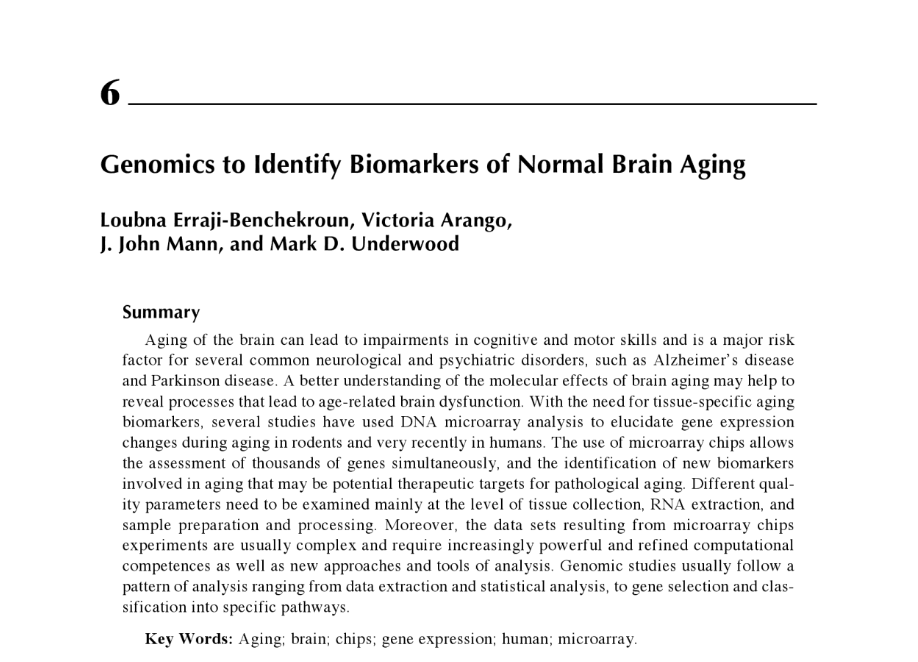 6
Genomics to Identify Biomarkers of Normal Brain Aging
Loubna Erraji-Benchekroun, Victoria Arango,
J. John Mann, and Mark D. Underwood
Summary
Aging of the brain can lead to impairments in cognitive and motor skills and is a major risk
factor for several common neurological and psychiatric disorders, such as Alzheimer's disease
and Parkinson disease. A better understanding of the molecular effects of brain aging may help to
reveal processes that lead to age-related brain dysfunction. With the need for tissue-specific aging
biomarkers, several studies have used DNA microarray analysis to elucidate gene expression
changes during aging in rodents and very recently in humans. The use of microarray chips allows
the assessment of thousands of genes simultaneously, and the identification of new biomarkers
involved in aging that may be potential therapeutic targets for pathological aging. Different qual-
ity parameters need to be examined mainly at the level of tissue collection, RNA extraction, and
sample preparation and processing. Moreover, the data sets resulting from microarray chips
experiments are usually complex and require increasingly powerful and refined computational
competences as well as new approaches and tools of analysis. Genomic studies usually follow a
pattern of analysis ranging from data extraction and statistical analysis, to gene selection and clas-
sification into specific pathways.
Key Words: Aging; brain; chips; gene expression; human; microarray.